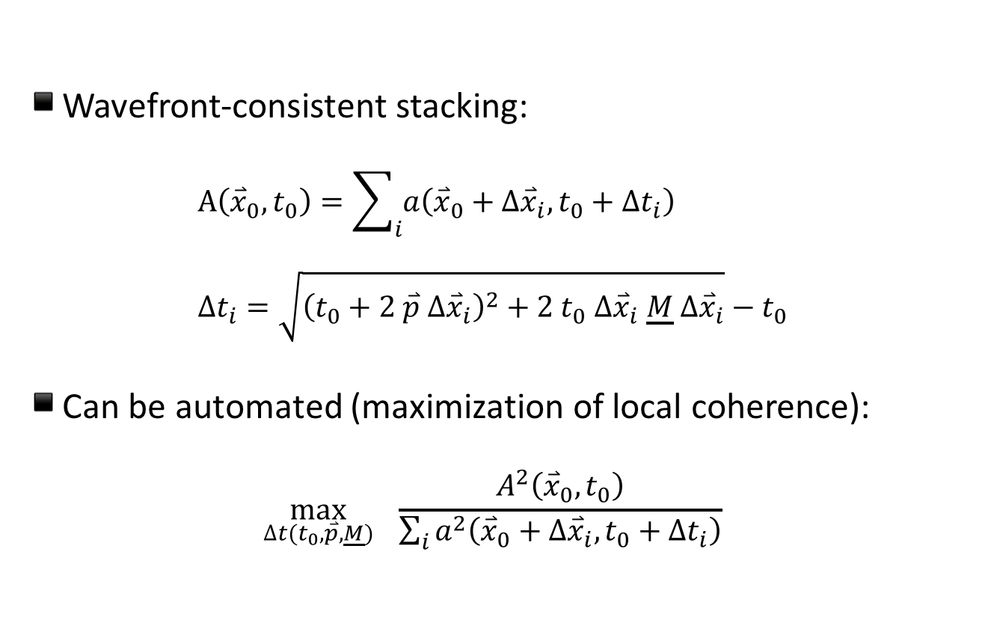 ■ Wavefront-consistent stacking:
A(x⃗₀, t₀) = ∑ᵢ a(x⃗₀ + Δx⃗ᵢ, t₀ + Δtᵢ)
Δtᵢ = √((t₀ + 2 p⃗ Δx⃗ᵢ)² + 2 t₀ Δx⃗ᵢ M̲ Δx⃗ᵢ) − t₀
■ Can be automated (maximization of local coherence):
A²(x⃗₀, t₀)
max
Δt(t₀,p⃗,M̲)
∑ᵢ a²(x⃗₀ + Δx⃗ᵢ, t₀ + Δtᵢ)